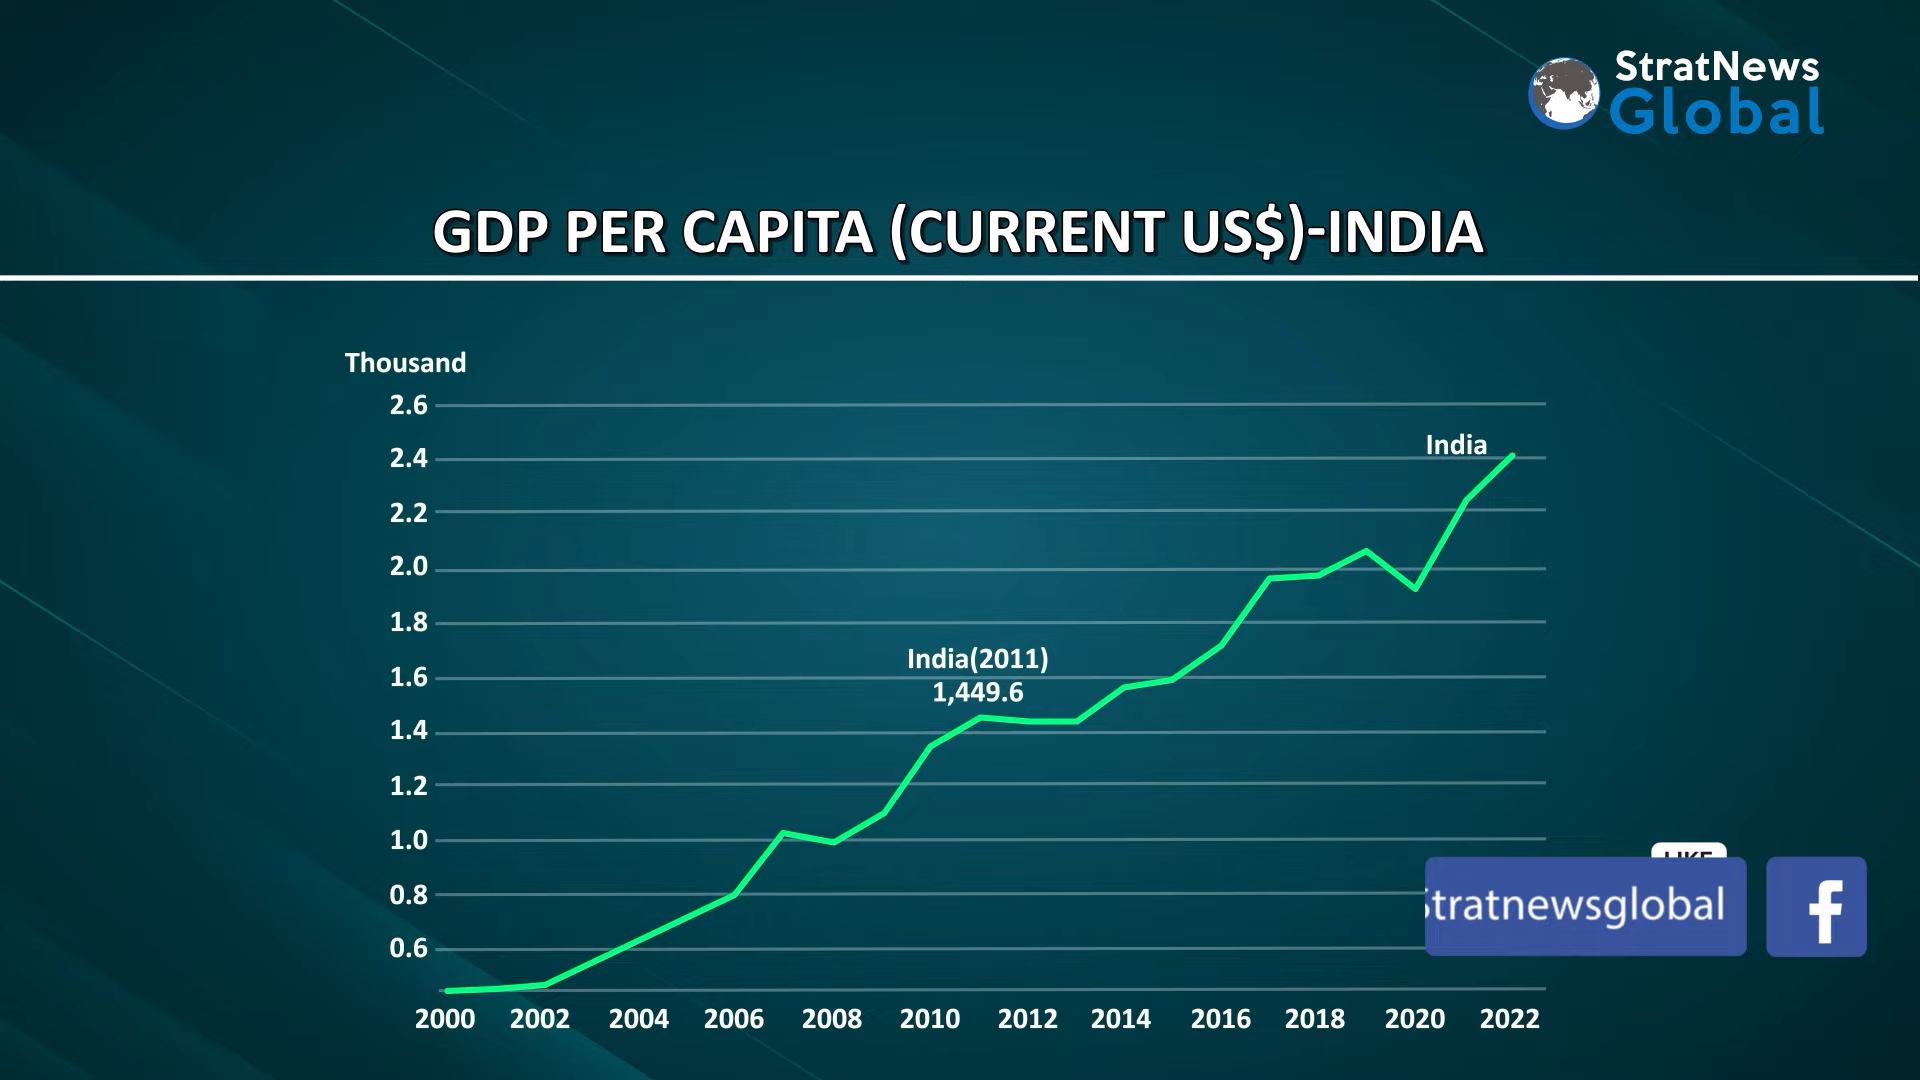 StratNews
Global
GDP PER CAPITA (CURRENT US$)-INDIA
Thousand
2.6
India
2.4
2.2
2.0
1.8
India(2011)
1.6
1,449.6
1.4
1.2
1.0
LIKE
0.8
tratnewsglobal f
0.6
2000 2002 2004 2006 2008 2010 2012 2014 2016 2018 2020 2022